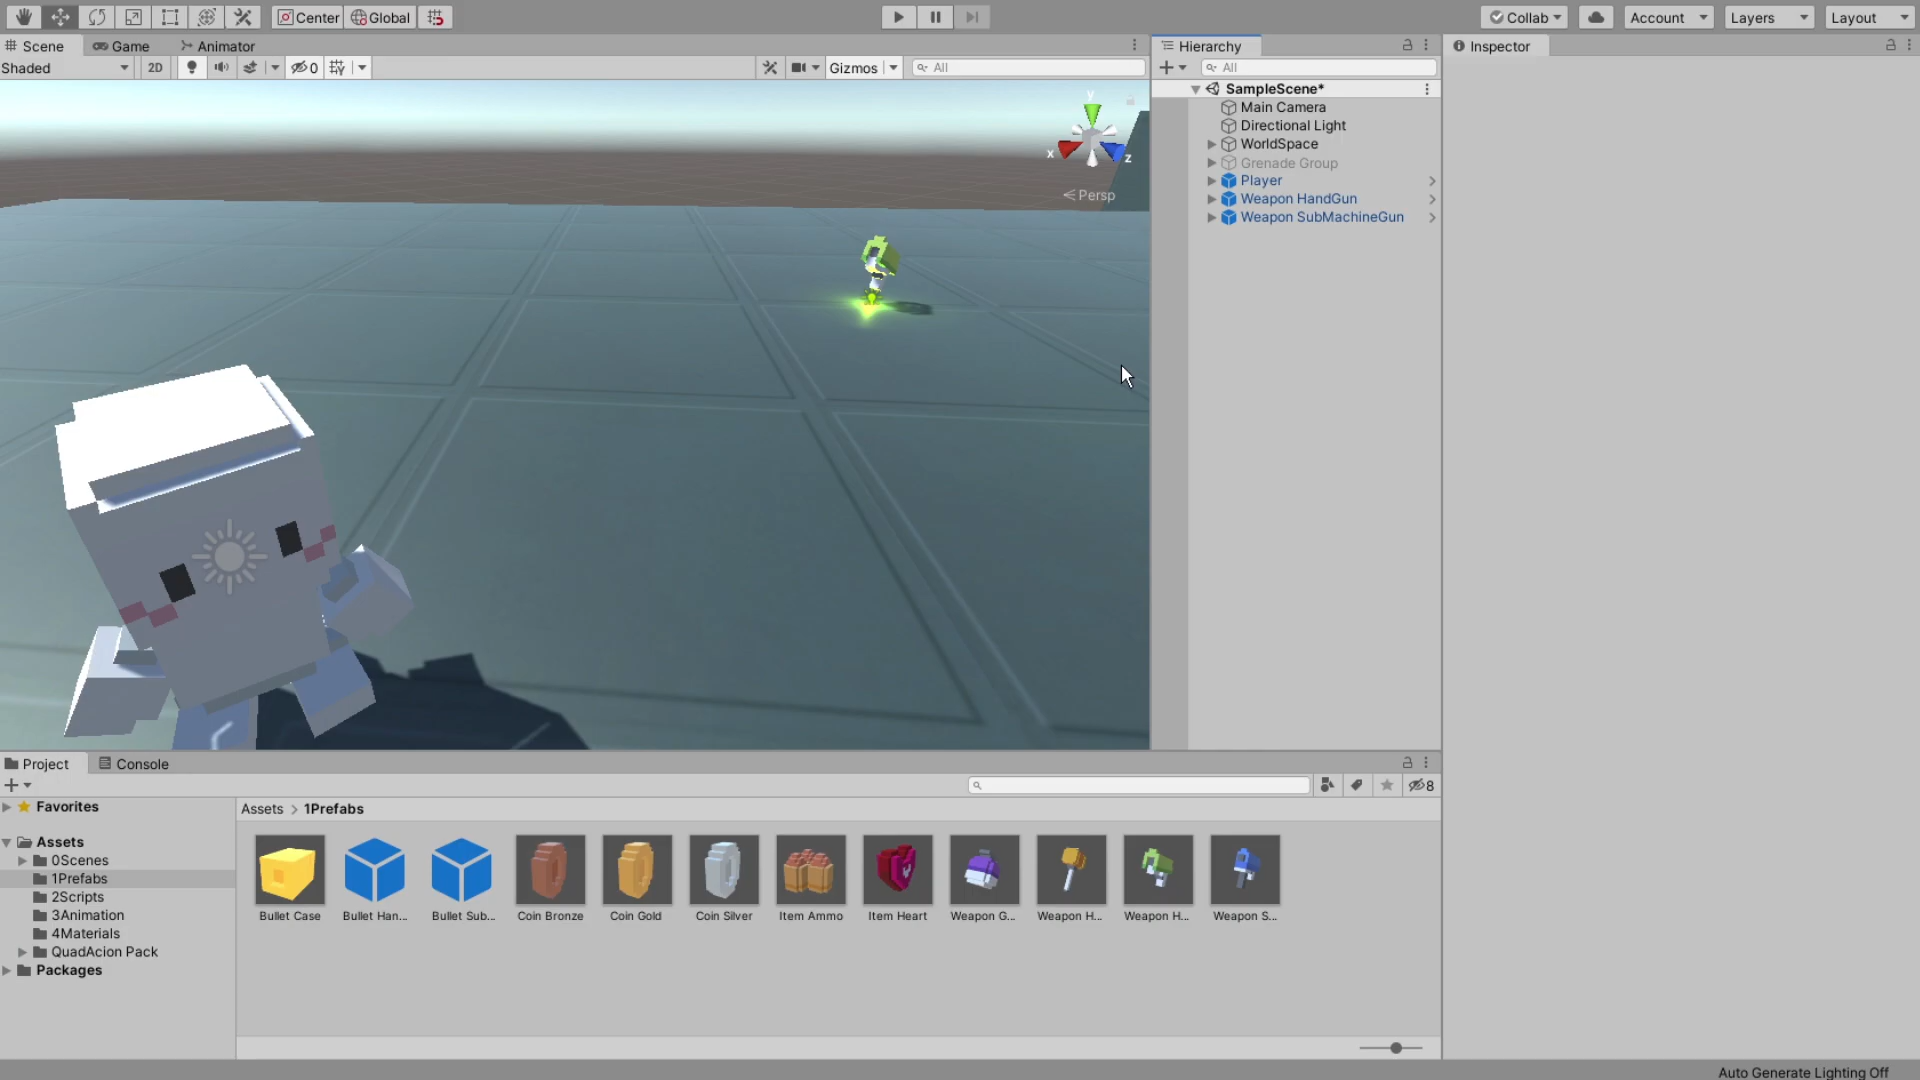 Center
Global
Collab
Account
Layers
Layout
Scene
Game
Animator
Hierarchy
Inspector
Shaded
2D
0
Gizmos
All
All
SampleScene*
Main Camera
Directional Light
WorldSpace
Grenade Group
Player
Weapon HandGun
Weapon SubMachineGun
y
x
z
Persp
Project
Console
8
Favorites
Assets > 1Prefabs
Assets
0Scenes
1Prefabs
2Scripts
3Animation
4Materials
QuadAcion Pack
Packages
Bullet Case
Bullet Han...
Bullet Sub...
Coin Bronze
Coin Gold
Coin Silver
Item Ammo
Item Heart
Weapon G...
Weapon H...
Weapon H...
Weapon S...
Auto Generate Lighting Off